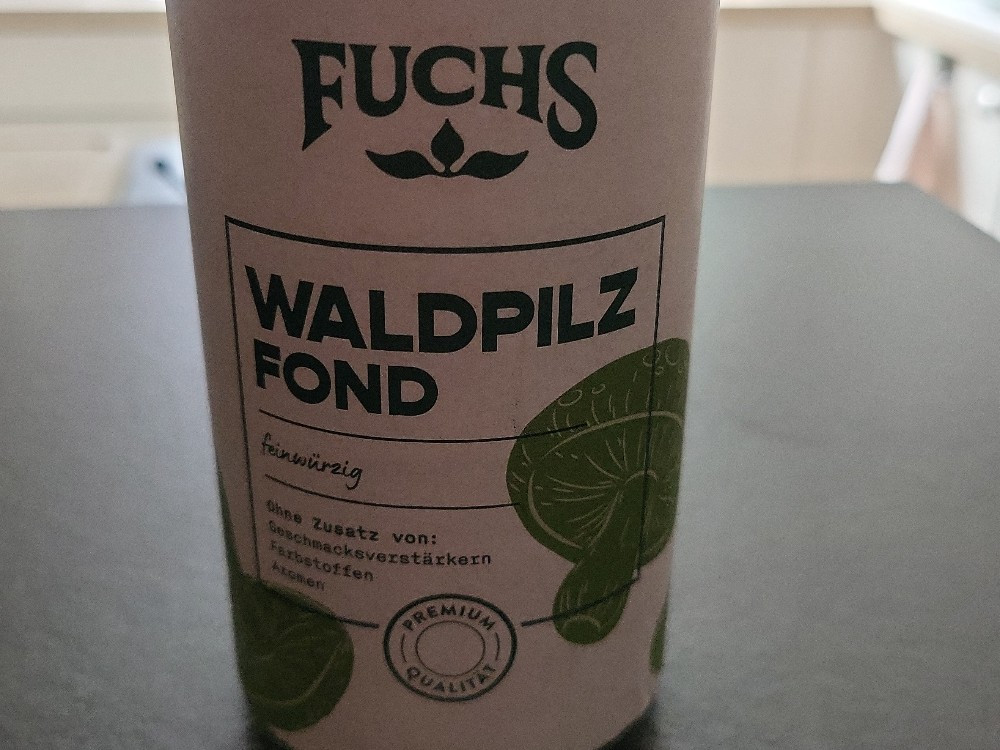 FUCHS
WALDPILZ
FOND
feinwürzig
Ohne Zusatz von:
Geschmacksverstärkern
Farbstoffen
Aromen
PREMIUM
QUALITÄT